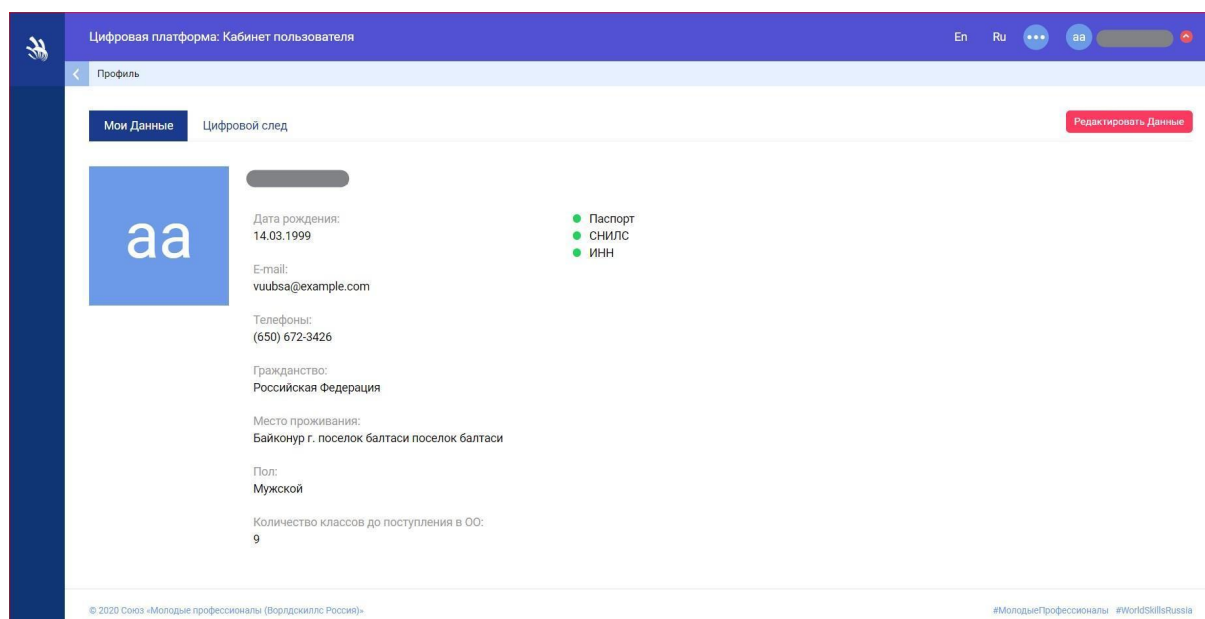 Цифровая платформа: Кабинет пользователя
En Ru аа
Профиль
Мои Данные Цифровой след Редактировать Данные
аа
Дата рождения:
14.03.1999
Паспорт
СНИЛС
ИНН
E-mail:
vuubsa@example.com
Телефоны:
(650) 672-3426
Гражданство:
Российская Федерация
Место проживания:
Байконур г. поселок балтаси поселок балтаси
Пол:
Мужской
Количество классов до поступления в ОО:
9
© 2020 Союз «Молодые профессионалы (Ворлдскиллс Россия)» #МолодыеПрофессионалы #WorldSkillsRussia